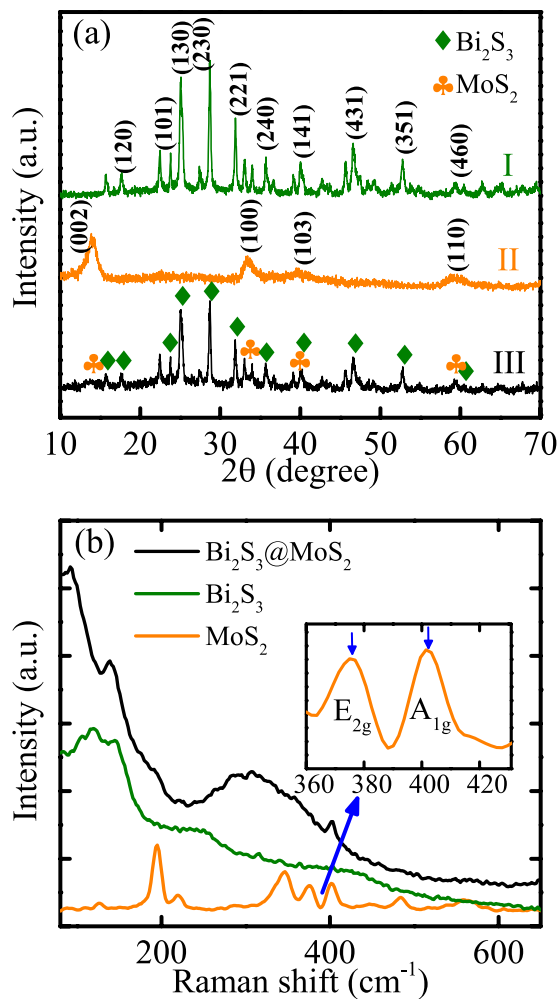 (a)
Bi₂S₃
MoS₂
(120)
(101)
(130)
(230)
(221)
(240)
(141)
(431)
(351)
(460)
I
(002)
(100)
(103)
(110)
II
III
Intensity (a.u.)
10 20 30 40 50 60 70
2θ (degree)
(b)
Bi₂S₃@MoS₂
Bi₂S₃
MoS₂
E₂g
A₁g
360 380 400 420
Intensity (a.u.)
200 400 600
Raman shift (cm⁻¹)